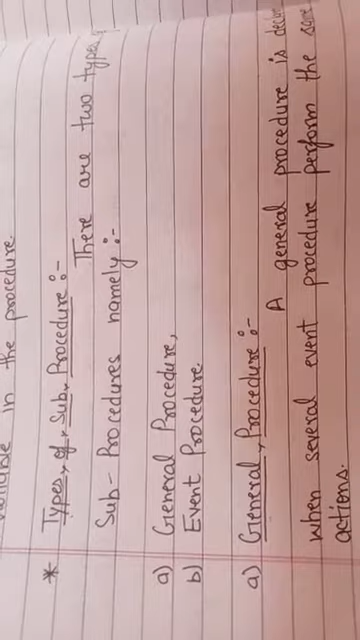 in the procedure.
* Types of Sub Procedure :-
There are two types
Sub-Procedures namely :-
a) General Procedure,
b) Event Procedure.
a) General Procedure :-
A general procedure is
when several event procedure perform the same
actions.